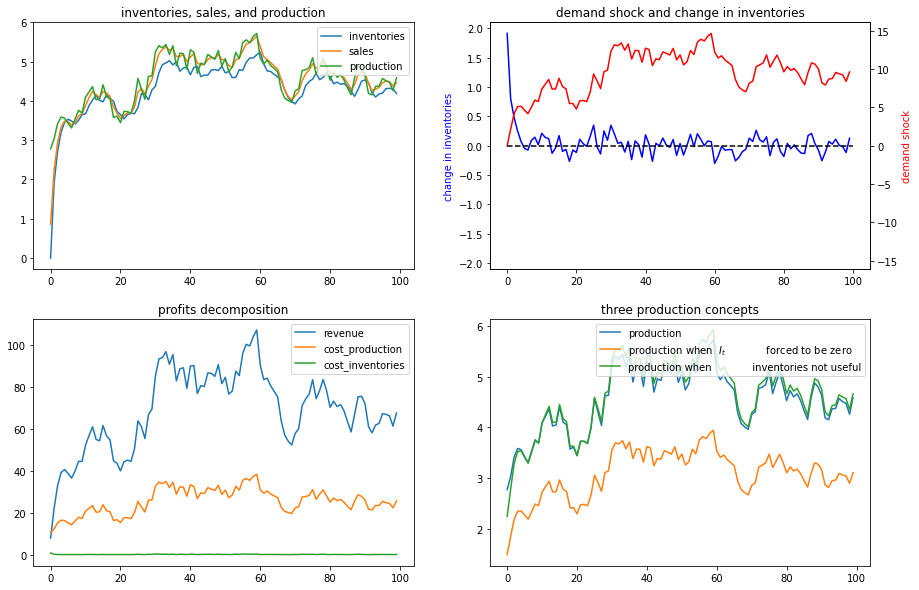 inventories, sales, and production
inventories
sales
production
6
5
4
3
2
1
0
0 20 40 60 80 100
demand shock and change in inventories
change in inventories
2.0
1.5
1.0
0.5
0.0
−0.5
−1.0
−1.5
−2.0
15
10
5
0
−5
−10
−15
demand shock
0 20 40 60 80 100
profits decomposition
revenue
cost_production
cost_inventories
100
80
60
40
20
0
0 20 40 60 80 100
three production concepts
production
production when I_t forced to be zero
production when inventories not useful
6
5
4
3
2
0 20 40 60 80 100